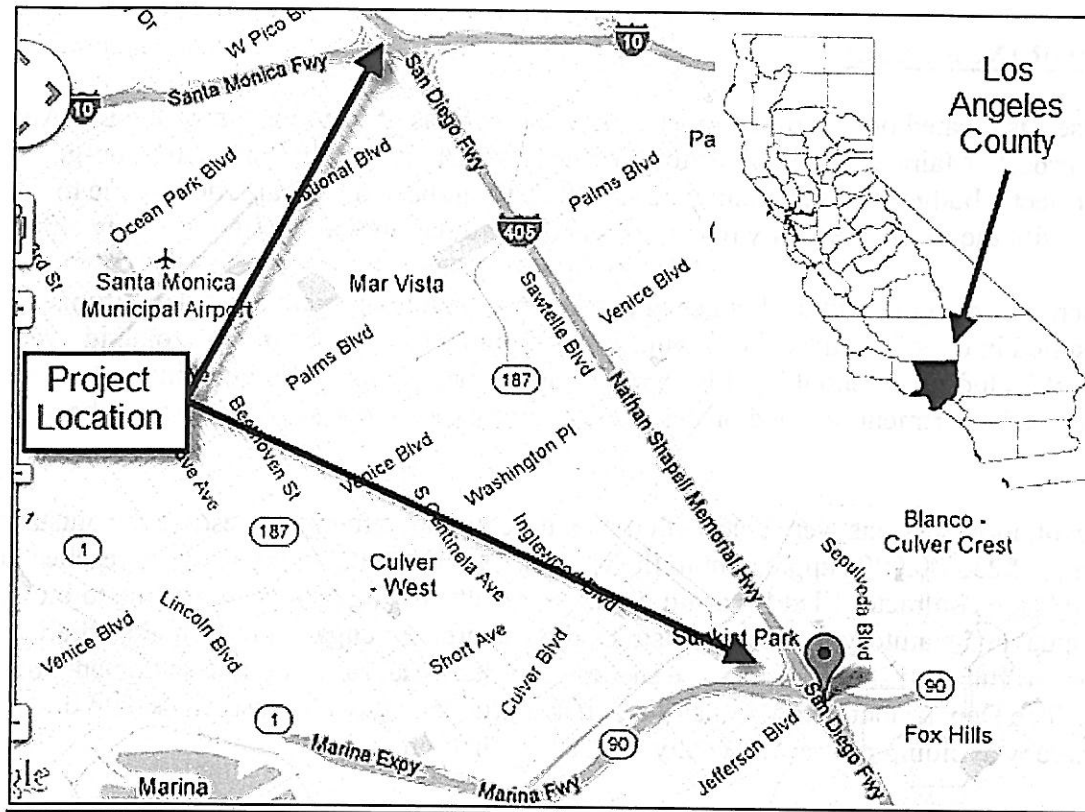 Dr
W Pico Bl
10
Santa Monica Fwy
10
San Diego Fwy
Los
Angeles
County
Pa
Ocean Park Blvd
National Blvd
Palms Blvd
405
Santa Monica
Municipal Airport
Mar Vista
Sawtelle Blvd
Venice Blvd
Palms Blvd
187
Project
Location
Beethoven St
Venice Blvd
Washington Pl
Nathan Shapell Memorial Hwy
ve Ave
187
1
S Centinela Ave
Inglewood Blvd
Culver
- West
Blanco -
Culver Crest
Sepulveda Blvd
Venice Blvd
Lincoln Blvd
Short Ave
Culver Blvd
Sunkist Park
90
San Diego Fwy
Fox Hills
1
Marina Expy
90
Jefferson Blvd
Marina
Marina Fwy